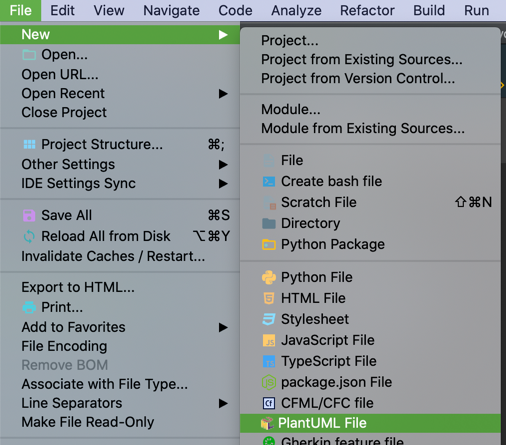 File Edit View Navigate Code Analyze Refactor Build Run
New
Open...
Open URL...
Open Recent
Close Project
Project Structure... ⌘;
Other Settings
IDE Settings Sync
Save All ⌘S
Reload All from Disk ⌥⌘Y
Invalidate Caches / Restart...
Export to HTML...
Print...
Add to Favorites
File Encoding
Remove BOM
Associate with File Type...
Line Separators
Make File Read-Only
Project...
Project from Existing Sources...
Project from Version Control...
Module...
Module from Existing Sources...
File
Create bash file
Scratch File ⇧⌘N
Directory
Python Package
Python File
HTML File
Stylesheet
JavaScript File
TypeScript File
package.json File
CFML/CFC file
PlantUML File
Gherkin feature file